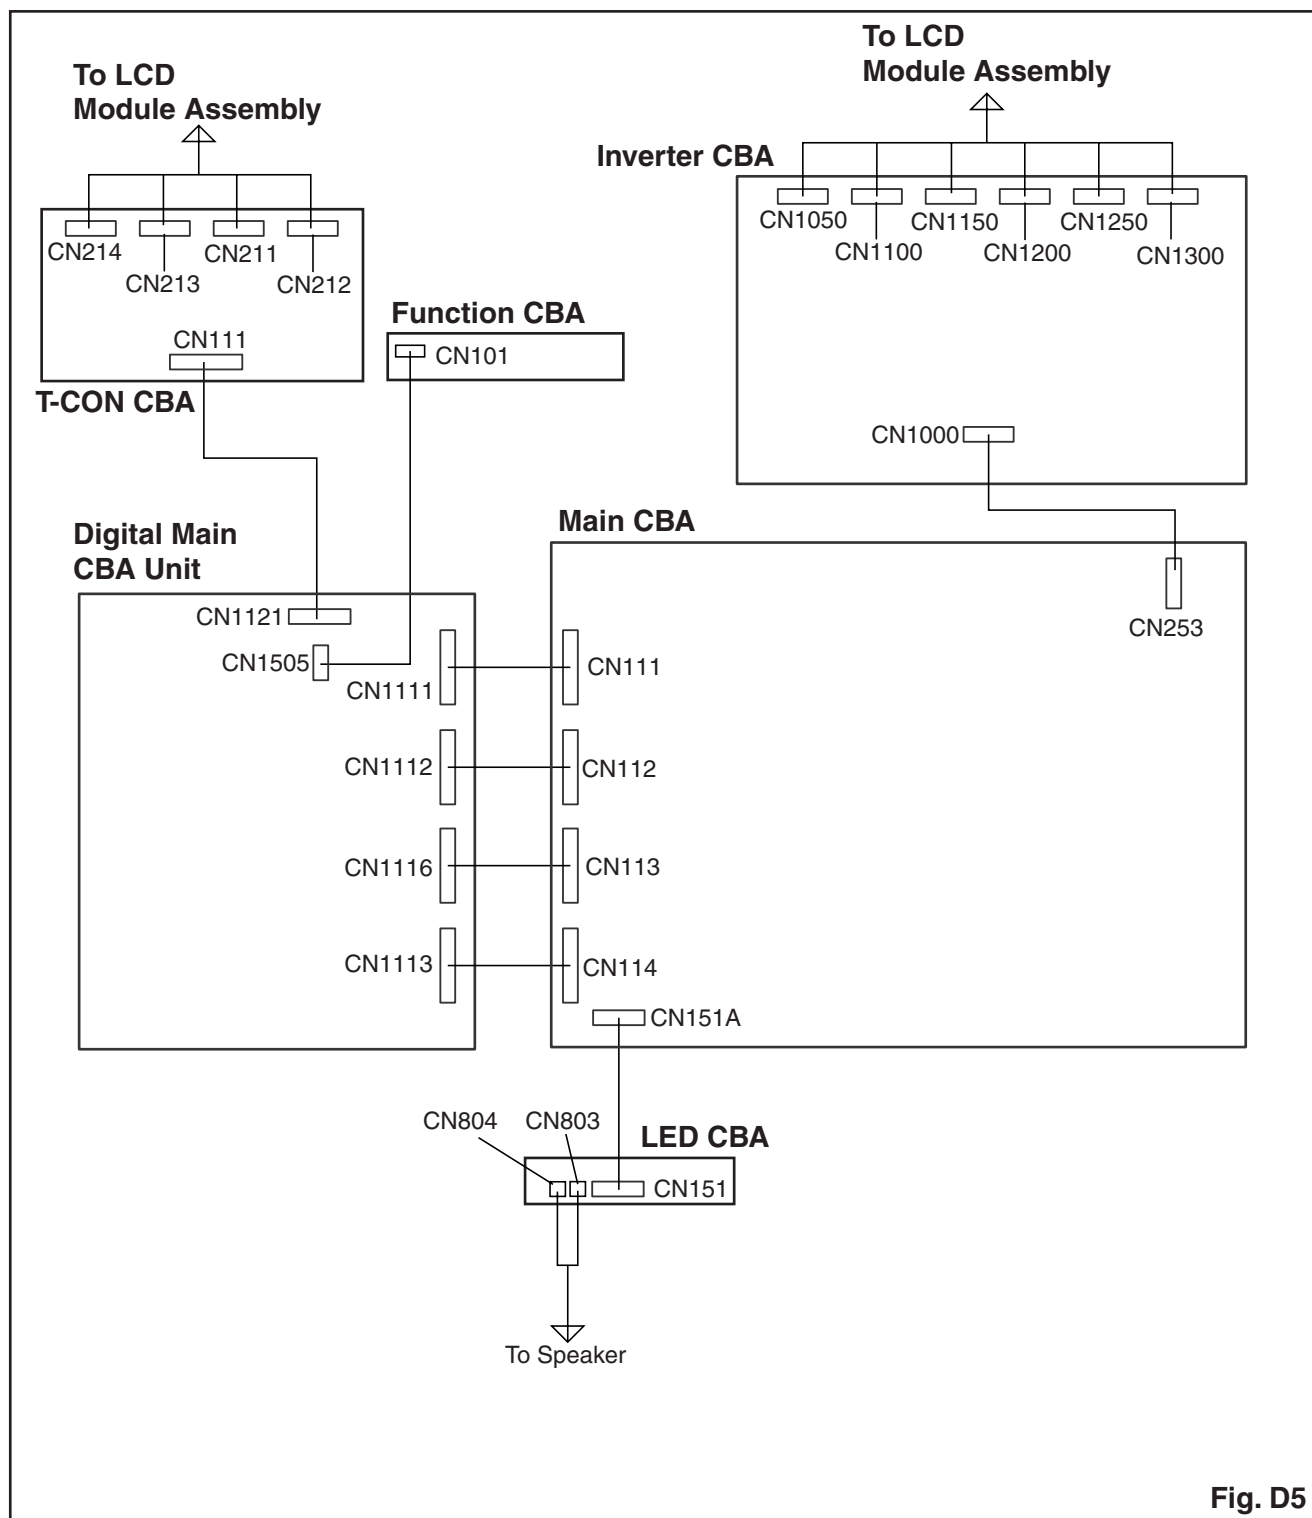 To LCD
Module Assembly
To LCD
Module Assembly
Inverter CBA
CN214
CN213
CN211
CN212
CN111
T-CON CBA
Function CBA
CN101
CN1050
CN1100
CN1150
CN1200
CN1250
CN1300
CN1000
Digital Main
CBA Unit
Main CBA
CN1121
CN1505
CN1111
CN111
CN253
CN1112
CN112
CN1116
CN113
CN1113
CN114
CN151A
CN804
CN803
LED CBA
CN151
To Speaker
Fig. D5